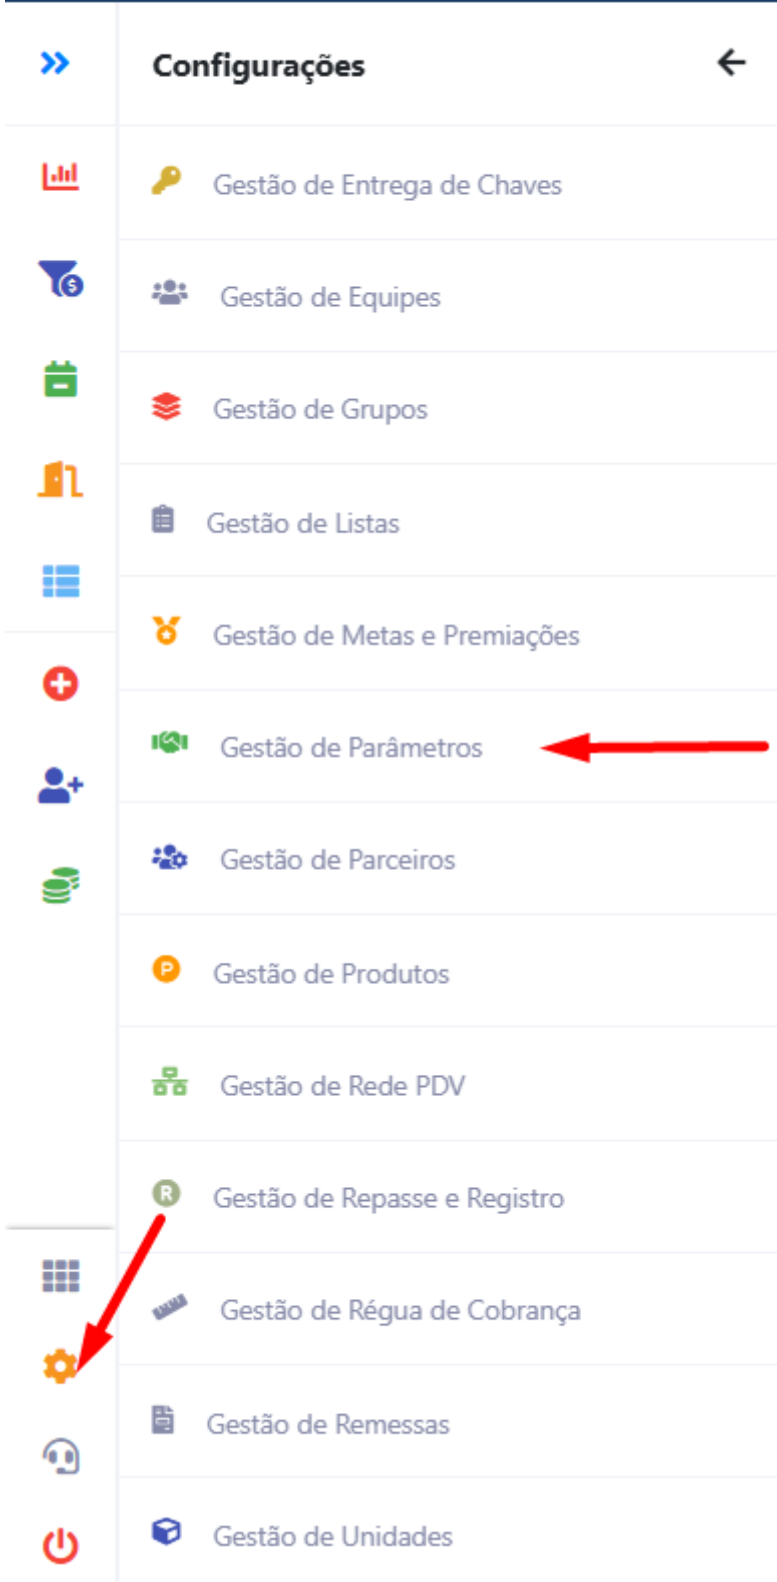 Configurações
Gestão de Entrega de Chaves
Gestão de Equipes
Gestão de Grupos
Gestão de Listas
Gestão de Metas e Premiações
Gestão de Parâmetros
Gestão de Parceiros
P Gestão de Produtos
Gestão de Rede PDV
R Gestão de Repasse e Registro
Gestão de Régua de Cobrança
Gestão de Remessas
Gestão de Unidades